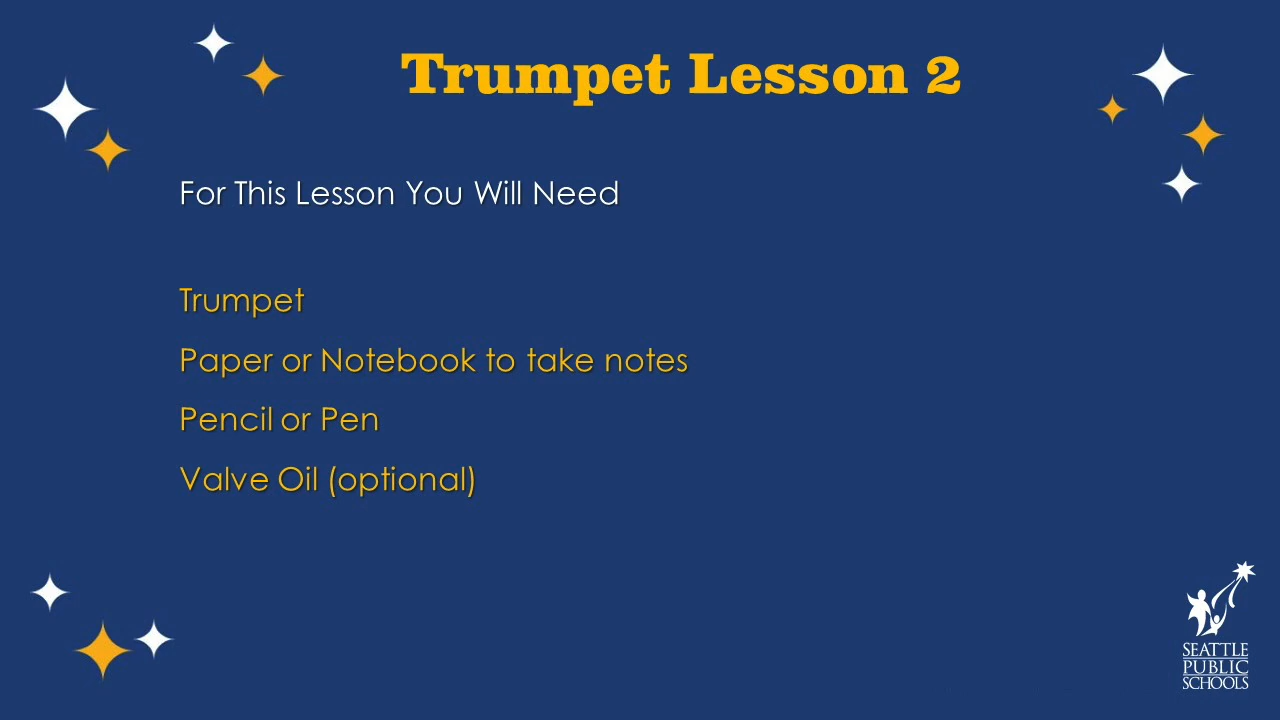 Trumpet Lesson 2
For This Lesson You Will Need
Trumpet
Paper or Notebook to take notes
Pencil or Pen
Valve Oil (optional)
SEATTLE
PUBLIC
SCHOOLS